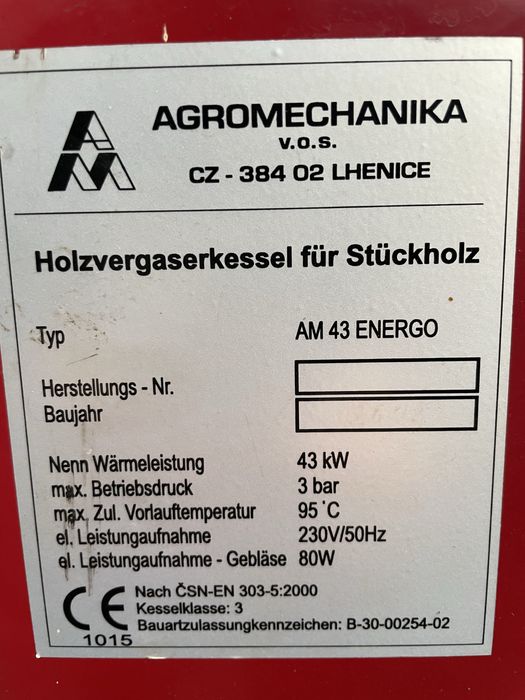 AM
AGROMECHANIKA
v.o.s.
CZ - 384 02 LHENICE
Holzvergaserkessel für Stückholz
Typ AM 43 ENERGO
Herstellungs - Nr.
Baujahr
Nenn Wärmeleistung 43 kW
max. Betriebsdruck 3 bar
max. Zul. Vorlauftemperatur 95 °C
el. Leistungaufnahme 230V/50Hz
el. Leistungaufnahme - Gebläse 80W
CE Nach ČSN-EN 303-5:2000
Kesselklasse: 3
Bauartzulassungkennzeichen: B-30-00254-02
1015